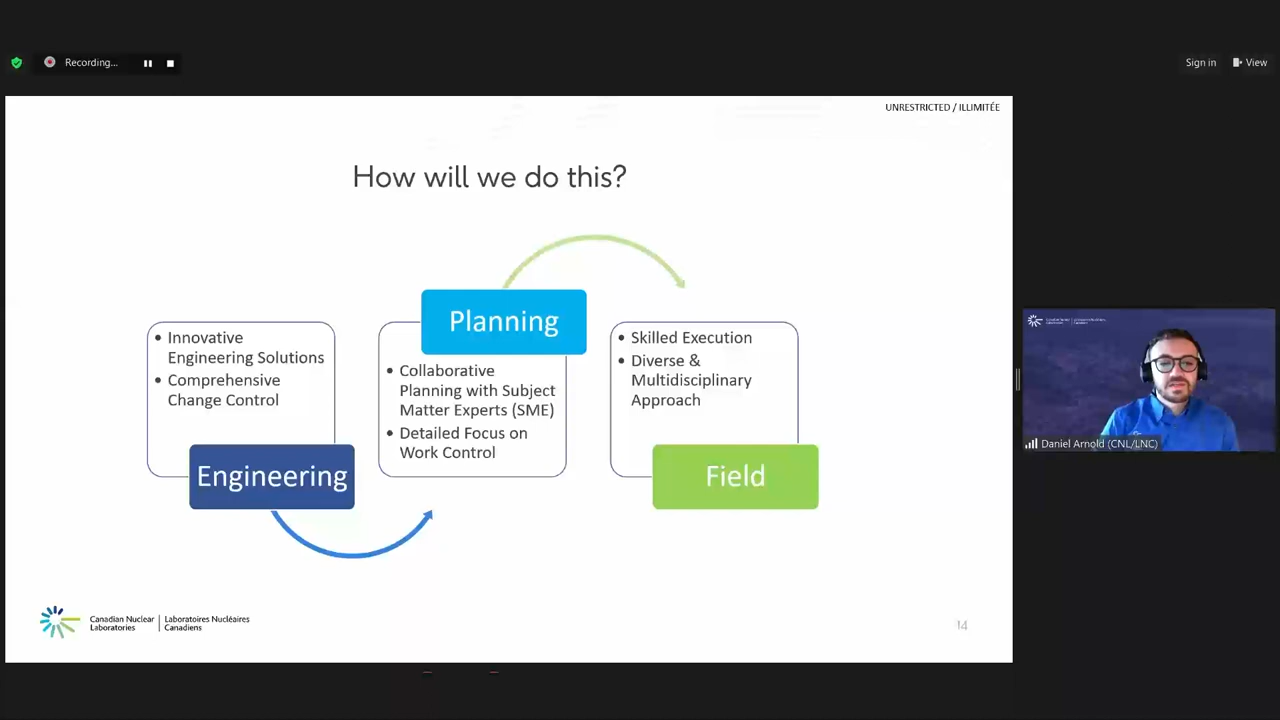 Recording...
Sign in
View
UNRESTRICTED / ILLIMITÉE
How will we do this?
• Innovative
Engineering Solutions
• Comprehensive
Change Control
Engineering
Planning
• Collaborative
Planning with Subject
Matter Experts (SME)
• Detailed Focus on
Work Control
• Skilled Execution
• Diverse &
Multidisciplinary
Approach
Field
Canadian Nuclear | Laboratoires Nucléaires
Laboratories | Canadiens
14
Daniel Arnold (CNL/LNC)